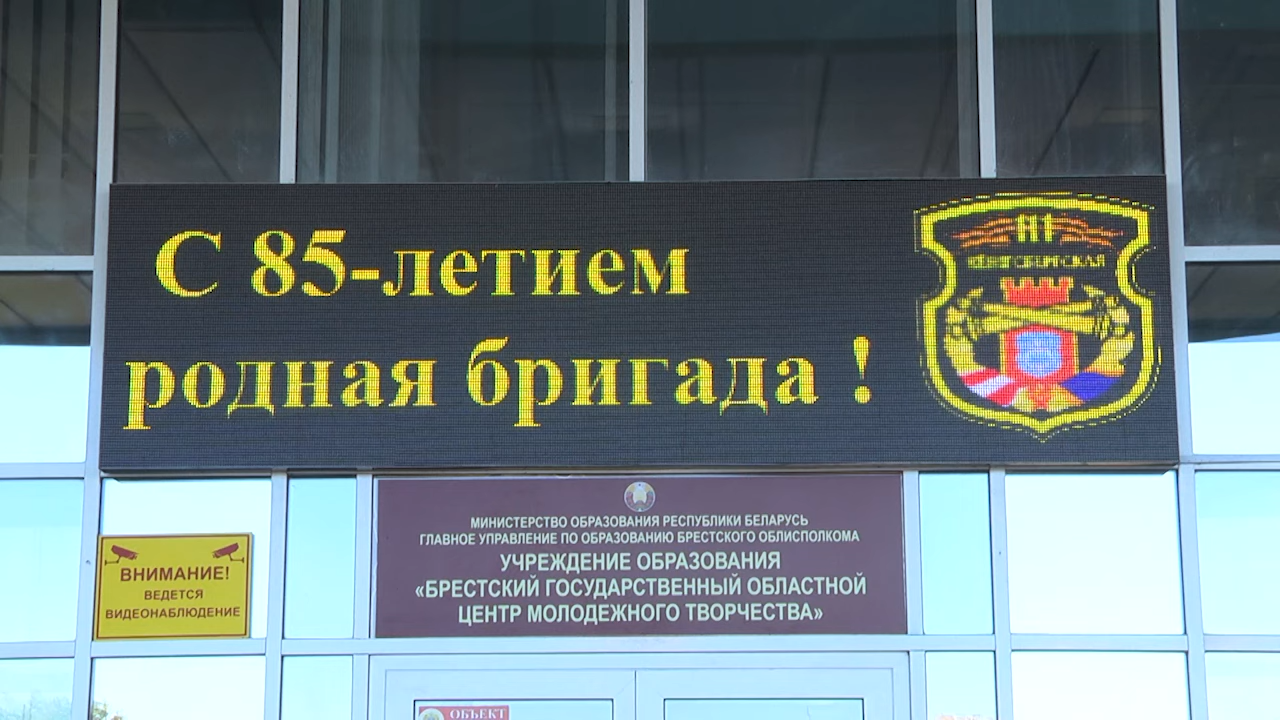 С 85-летием
родная бригада !
КЁНИГСБЕРГСКАЯ
МИНИСТЕРСТВО ОБРАЗОВАНИЯ РЕСПУБЛИКИ БЕЛАРУСЬ
ГЛАВНОЕ УПРАВЛЕНИЕ ПО ОБРАЗОВАНИЮ БРЕСТСКОГО ОБЛИСПОЛКОМА
УЧРЕЖДЕНИЕ ОБРАЗОВАНИЯ
«БРЕСТСКИЙ ГОСУДАРСТВЕННЫЙ ОБЛАСТНОЙ
ЦЕНТР МОЛОДЕЖНОГО ТВОРЧЕСТВА»
ВНИМАНИЕ!
ВЕДЕТСЯ
ВИДЕОНАБЛЮДЕНИЕ
ОБЪЕКТ